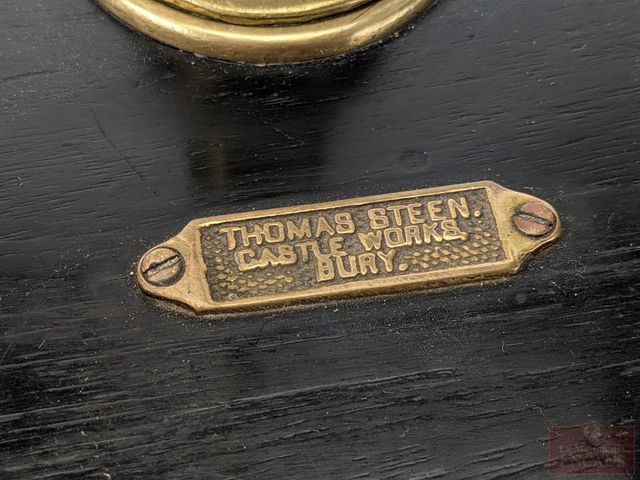 THOMAS STEEN.
CASTLE WORKS.
BURY.